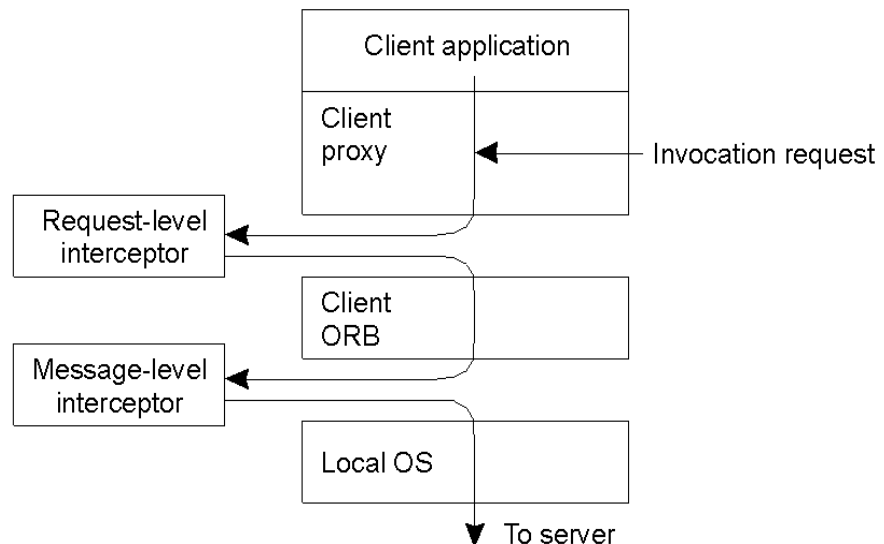 Client application
Client
proxy
Invocation request
Request-level
interceptor
Client
ORB
Message-level
interceptor
Local OS
To server